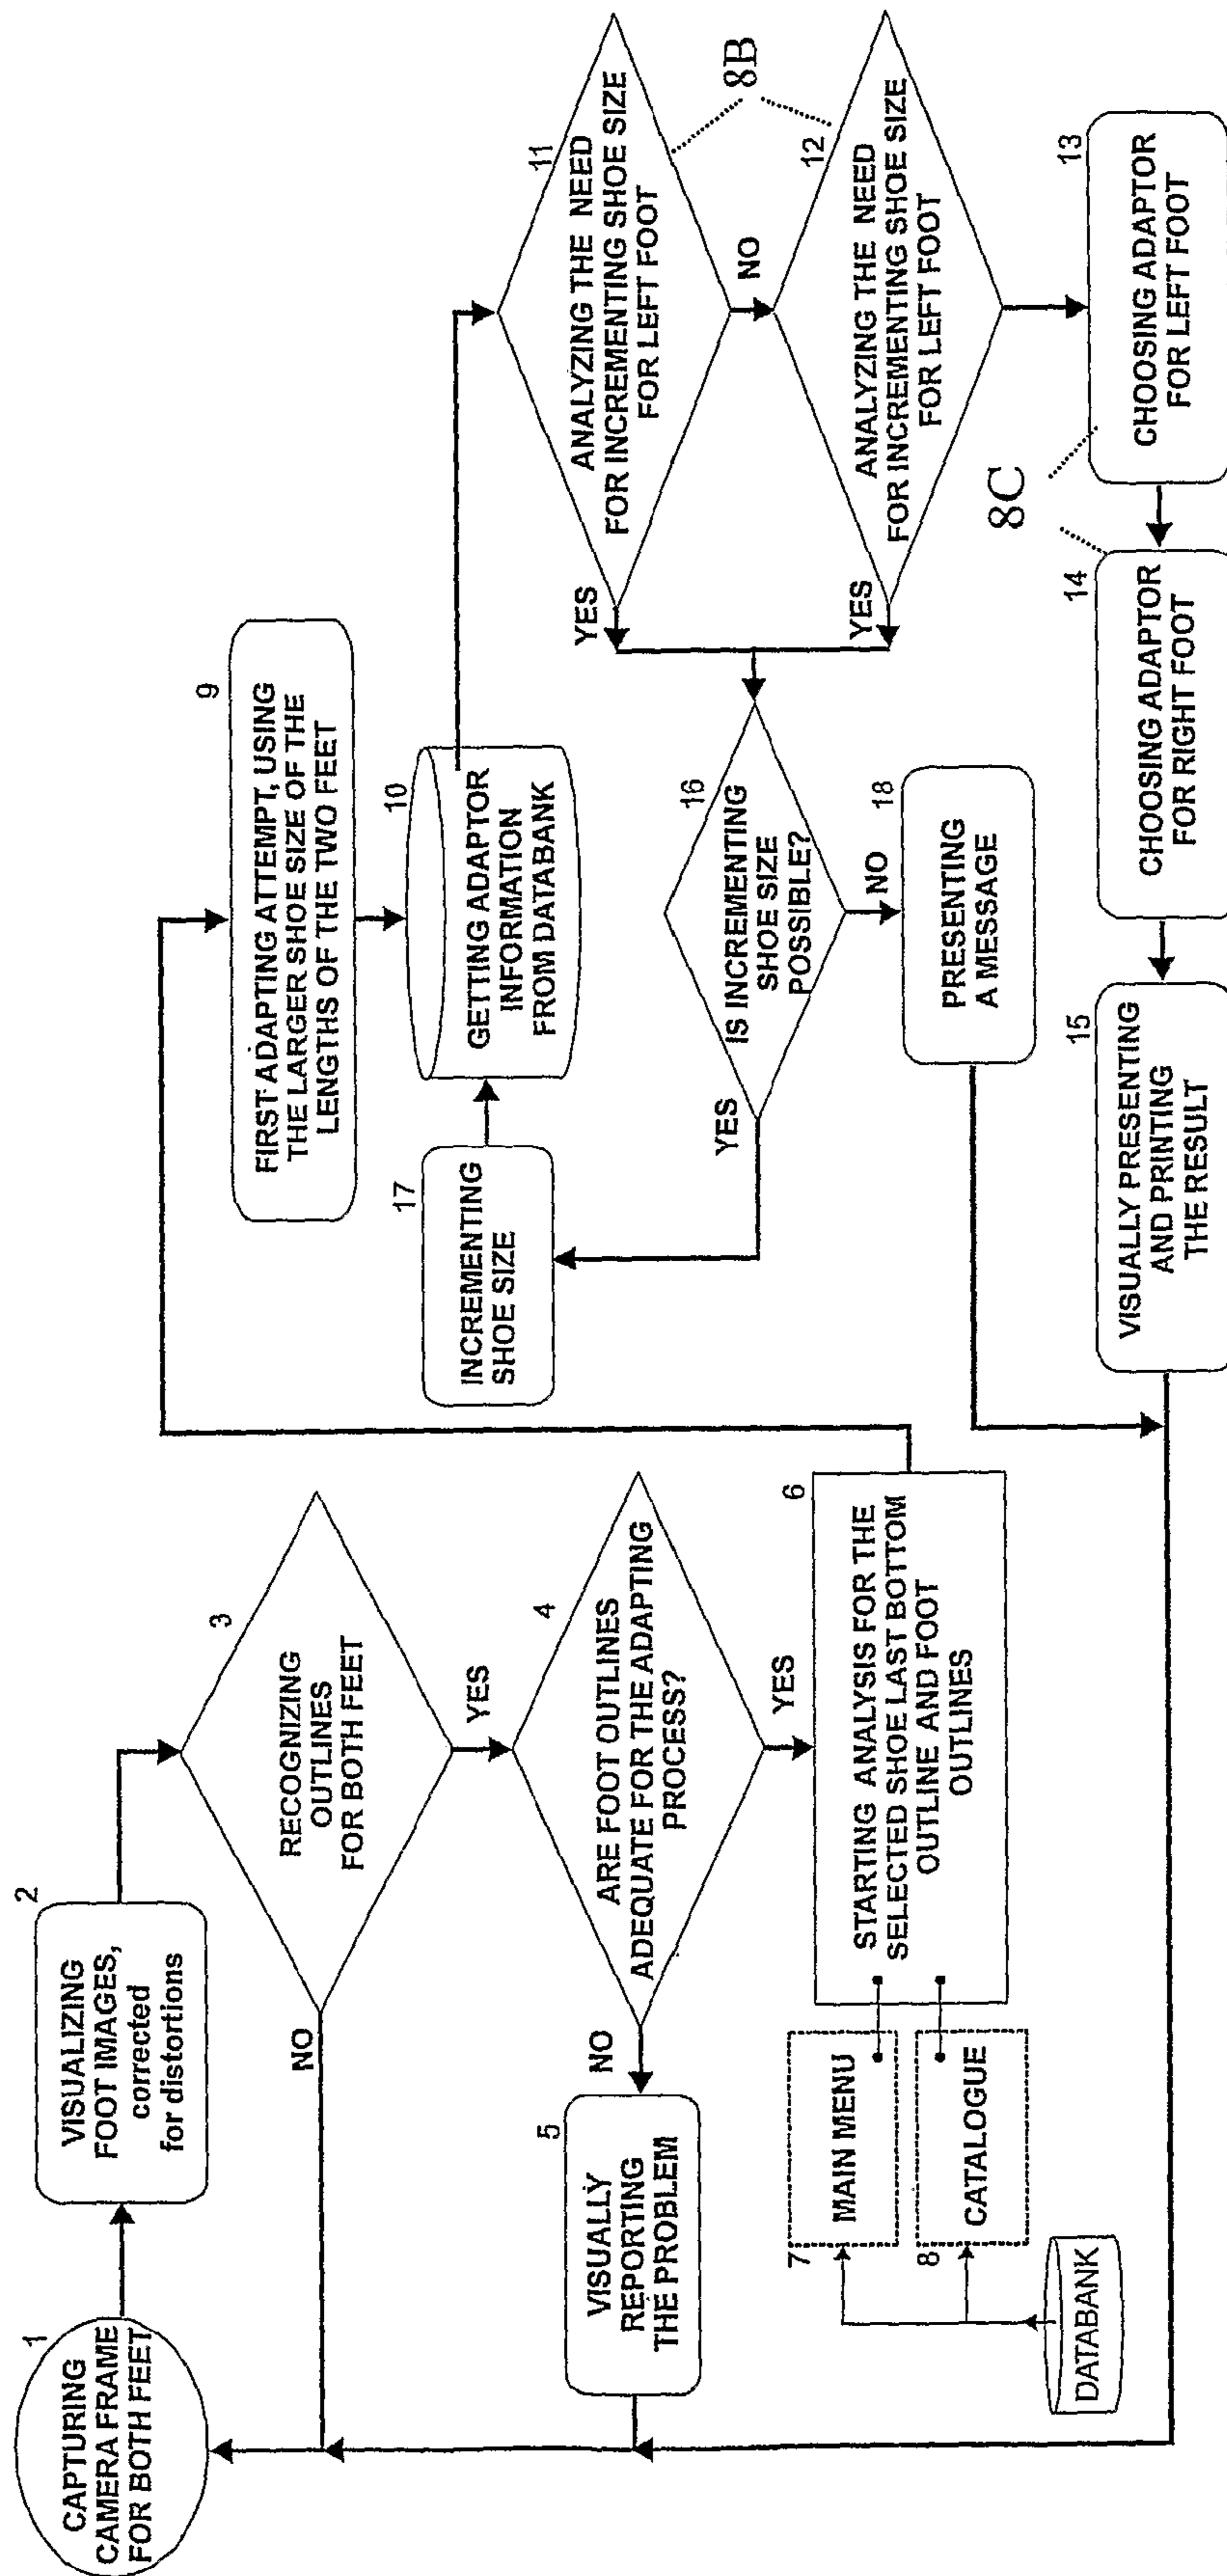 1
CAPTURING
CAMERA FRAME
FOR BOTH FEET
2
VISUALIZING
FOOT IMAGES,
corrected
for distortions
3
RECOGNIZING
OUTLINES
FOR BOTH FEET
NO
YES
4
ARE FOOT OUTLINES
ADEQUATE FOR THE ADAPTING
PROCESS?
NO
YES
5
VISUALLY
REPORTING
THE PROBLEM
6
STARTING ANALYSIS FOR THE
SELECTED SHOE LAST BOTTOM
OUTLINE AND FOOT
OUTLINES
7
MAIN MENU
8
CATALOGUE
DATABANK
9
FIRST ADAPTING ATTEMPT, USING
THE LARGER SHOE SIZE OF THE
LENGTHS OF THE TWO FEET
10
GETTING ADAPTOR
INFORMATION
FROM DATABANK
17
INCREMENTING
SHOE SIZE
11
ANALYZING THE NEED
FOR INCREMENTING SHOE SIZE
FOR LEFT FOOT
YES
NO
8B
12
ANALYZING THE NEED
FOR INCREMENTING SHOE SIZE
FOR LEFT FOOT
YES
16
IS INCREMENTING
SHOE SIZE
POSSIBLE?
YES
NO
18
PRESENTING
A MESSAGE
8C
13
CHOOSING ADAPTOR
FOR LEFT FOOT
14
CHOOSING ADAPTOR
FOR RIGHT FOOT
15
VISUALLY PRESENTING
AND PRINTING
THE RESULT